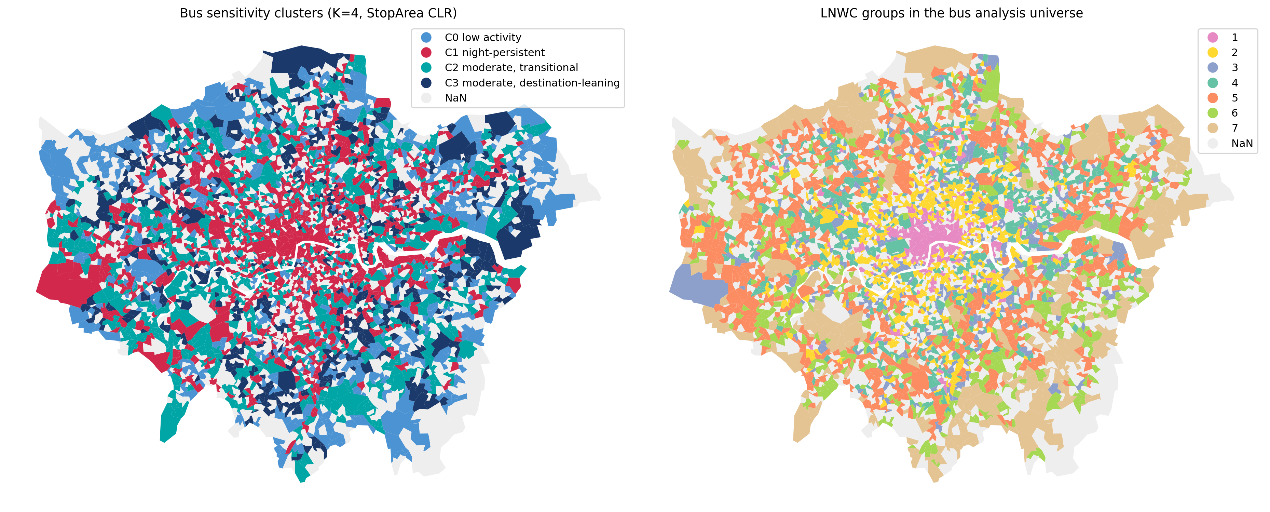 Bus sensitivity clusters (K=4, StopArea CLR)
C0 low activity
C1 night-persistent
C2 moderate, transitional
C3 moderate, destination-leaning
NaN
LNWC groups in the bus analysis universe
1
2
3
4
5
6
7
NaN